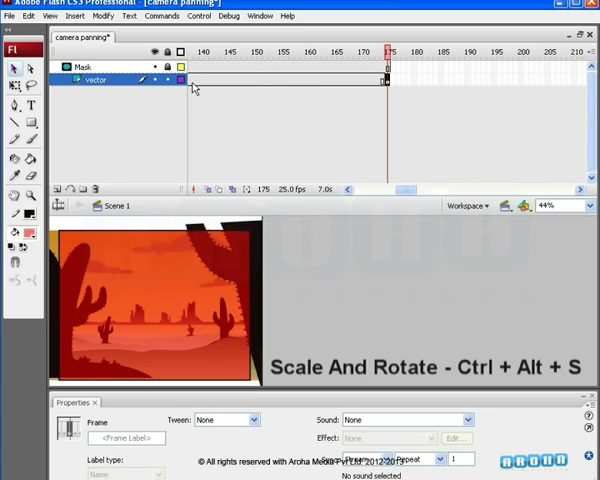 Adobe Flash CS3 Professional - [camera panning*]
File Edit View Insert Modify Text Commands Control Debug Window Help
Fl
camera panning*
140 145 150 155 160 165 170 175 180 185 190 195 200 205 210
Mask
vector
175 25.0 fps 7.0s
Scene 1 Workspace 44%
Scale And Rotate - Ctrl + Alt + S
Properties ×
Frame Tween: None Sound: None
<Frame Label> Effect: None Edit...
Label type: Repeat 1
© All rights reserved with Aroha Media Pvt Ltd. 2012-2013
Name No sound selected
AROHA